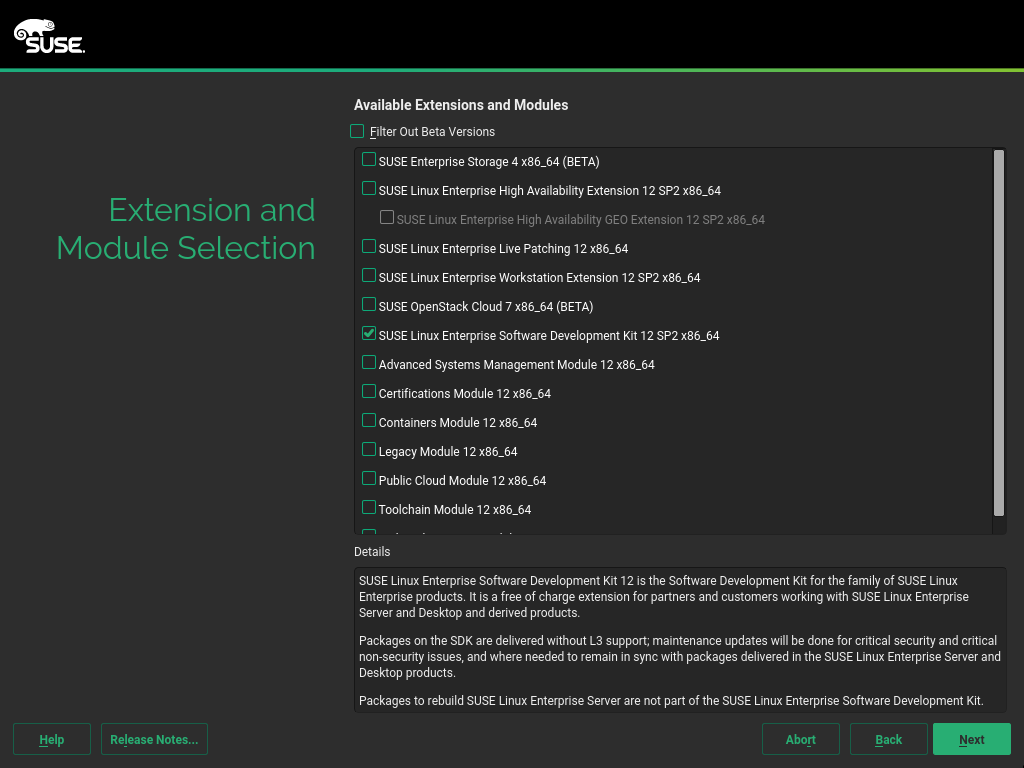 SUSE.
Available Extensions and Modules
Filter Out Beta Versions
Extension and
Module Selection
SUSE Enterprise Storage 4 x86_64 (BETA)
SUSE Linux Enterprise High Availability Extension 12 SP2 x86_64
SUSE Linux Enterprise High Availability GEO Extension 12 SP2 x86_64
SUSE Linux Enterprise Live Patching 12 x86_64
SUSE Linux Enterprise Workstation Extension 12 SP2 x86_64
SUSE OpenStack Cloud 7 x86_64 (BETA)
SUSE Linux Enterprise Software Development Kit 12 SP2 x86_64
Advanced Systems Management Module 12 x86_64
Certifications Module 12 x86_64
Containers Module 12 x86_64
Legacy Module 12 x86_64
Public Cloud Module 12 x86_64
Toolchain Module 12 x86_64
Details
SUSE Linux Enterprise Software Development Kit 12 is the Software Development Kit for the family of SUSE Linux
Enterprise products. It is a free of charge extension for partners and customers working with SUSE Linux Enterprise
Server and Desktop and derived products.
Packages on the SDK are delivered without L3 support; maintenance updates will be done for critical security and critical
non-security issues, and where needed to remain in sync with packages delivered in the SUSE Linux Enterprise Server and
Desktop products.
Packages to rebuild SUSE Linux Enterprise Server are not part of the SUSE Linux Enterprise Software Development Kit.
Help
Release Notes...
Abort
Back
Next